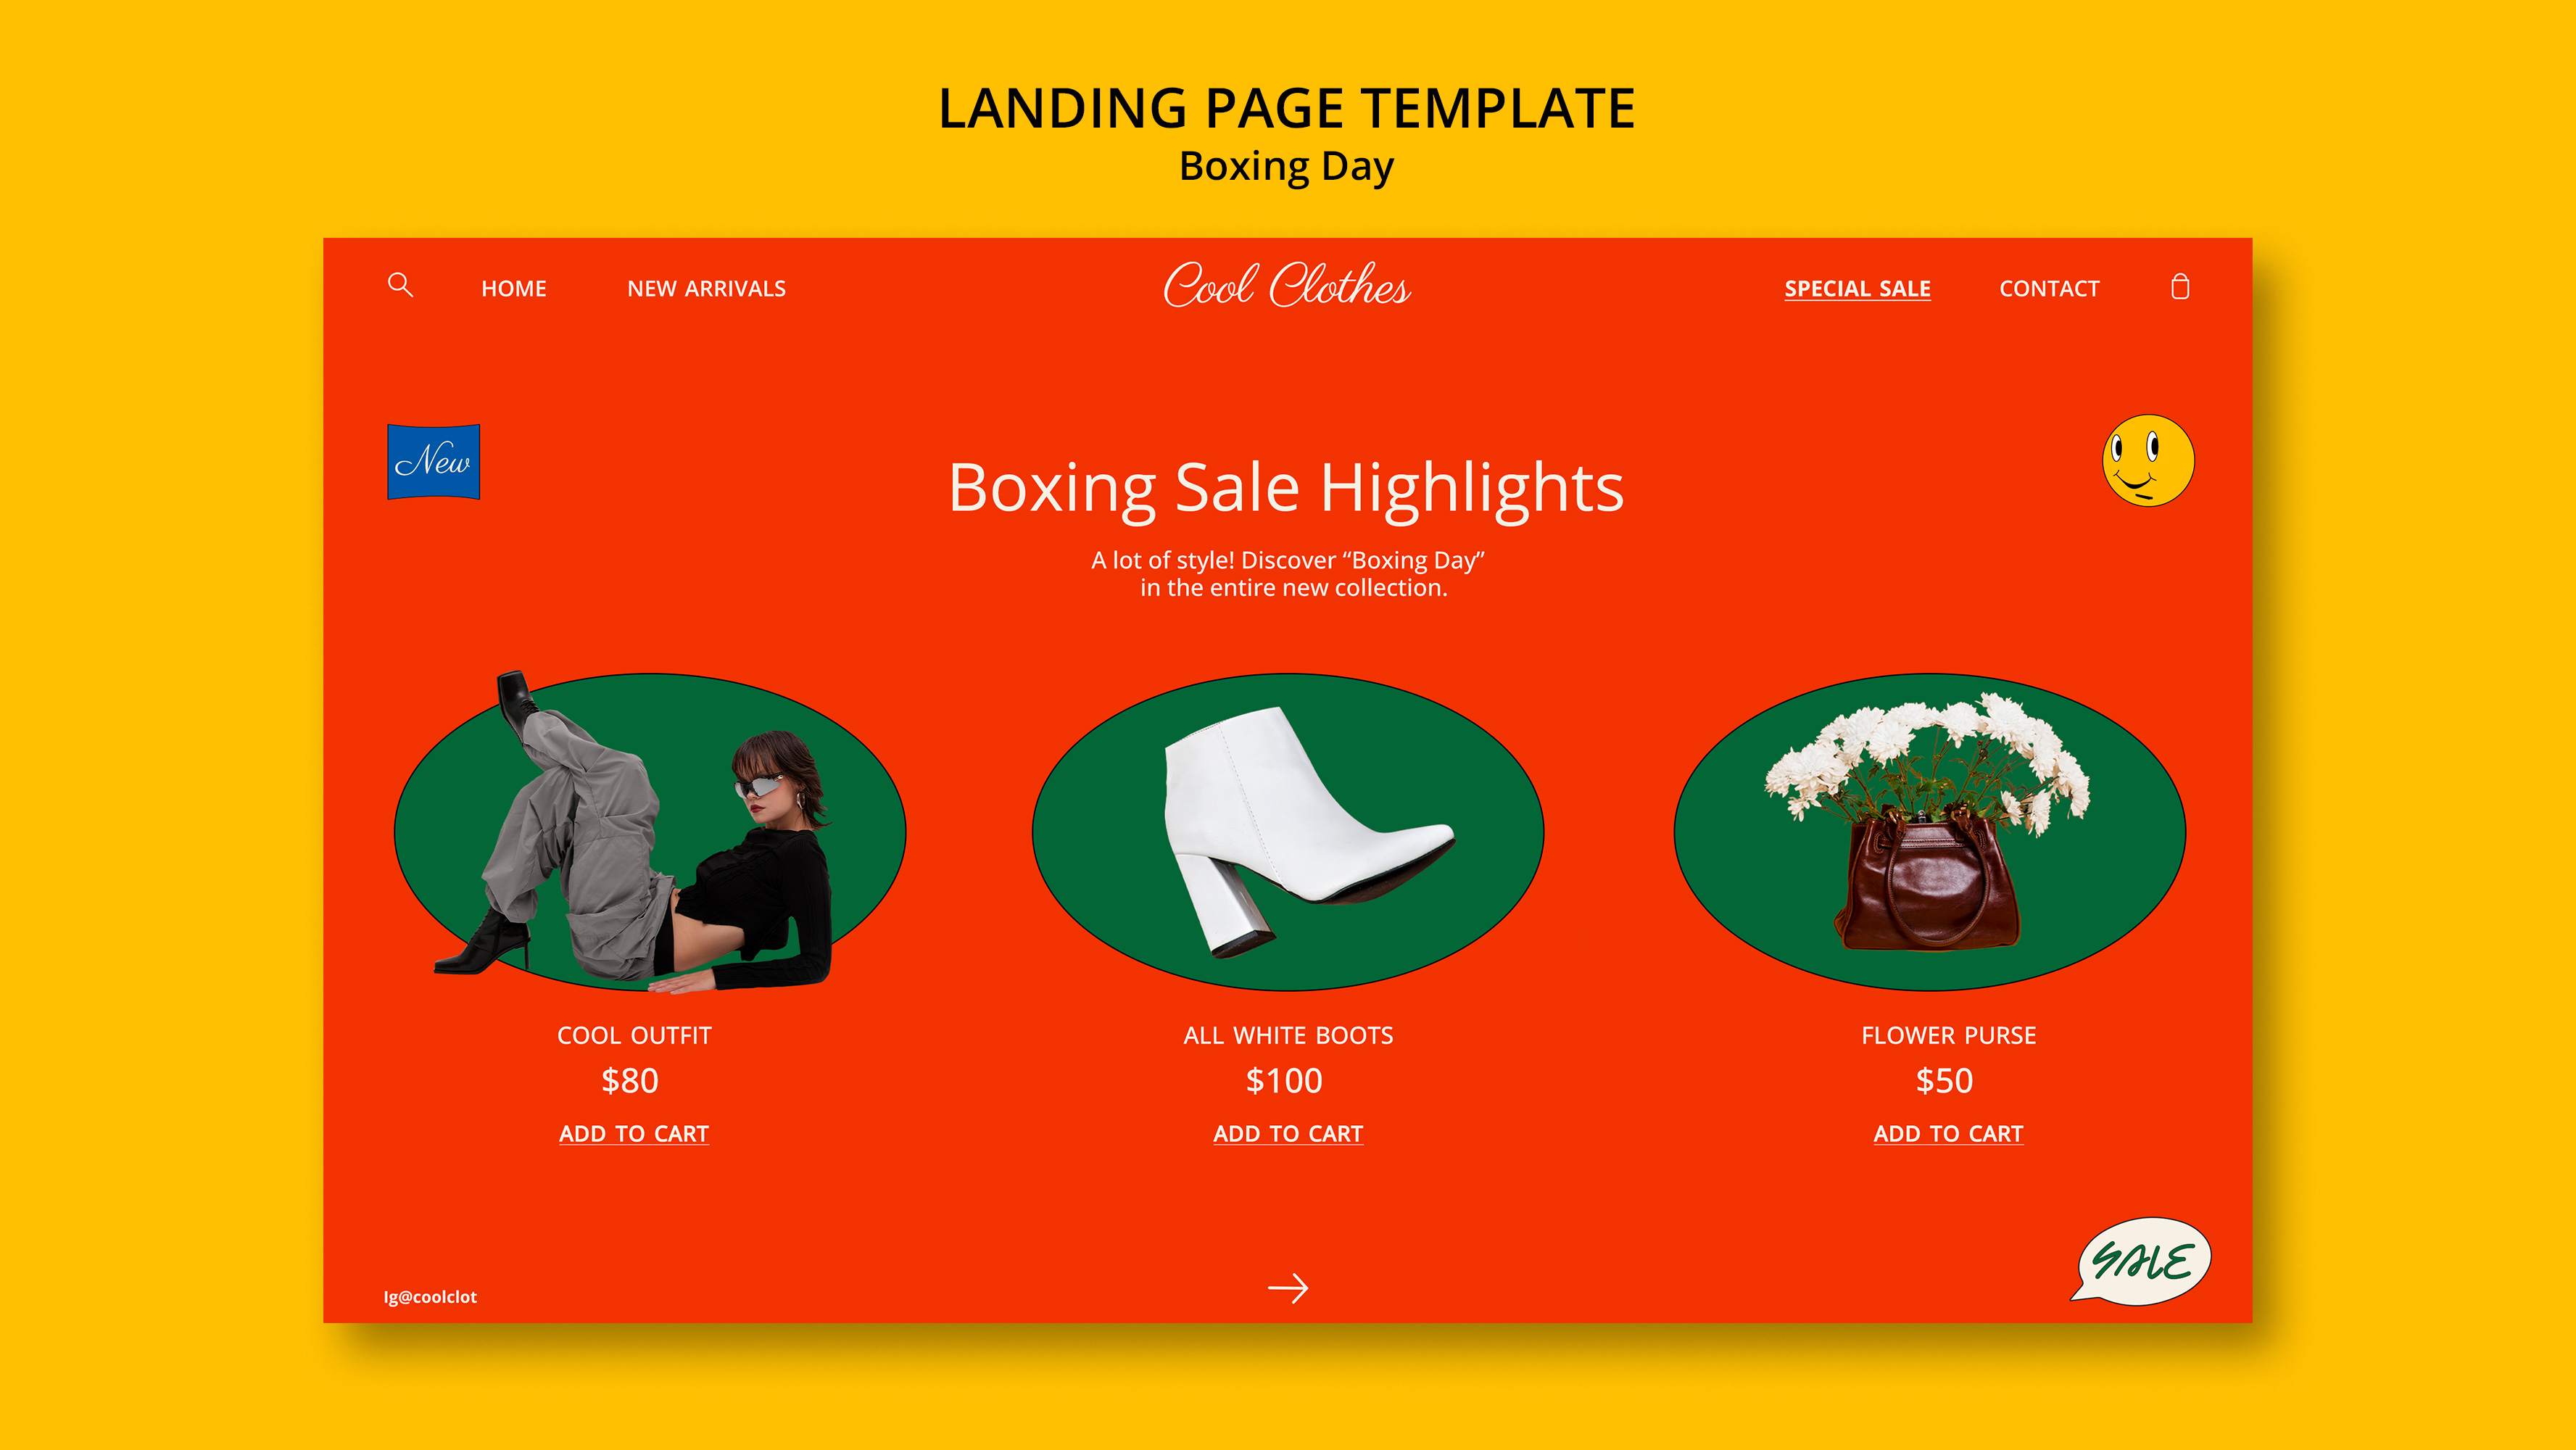 LANDING PAGE TEMPLATE
Boxing Day
HOME
NEW ARRIVALS
Cool Clothes
SPECIAL SALE
CONTACT
New
Boxing Sale Highlights
A lot of style! Discover “Boxing Day”
in the entire new collection.
COOL OUTFIT
$80
ADD TO CART
ALL WHITE BOOTS
$100
ADD TO CART
FLOWER PURSE
$50
ADD TO CART
Ig@coolclot
SALE